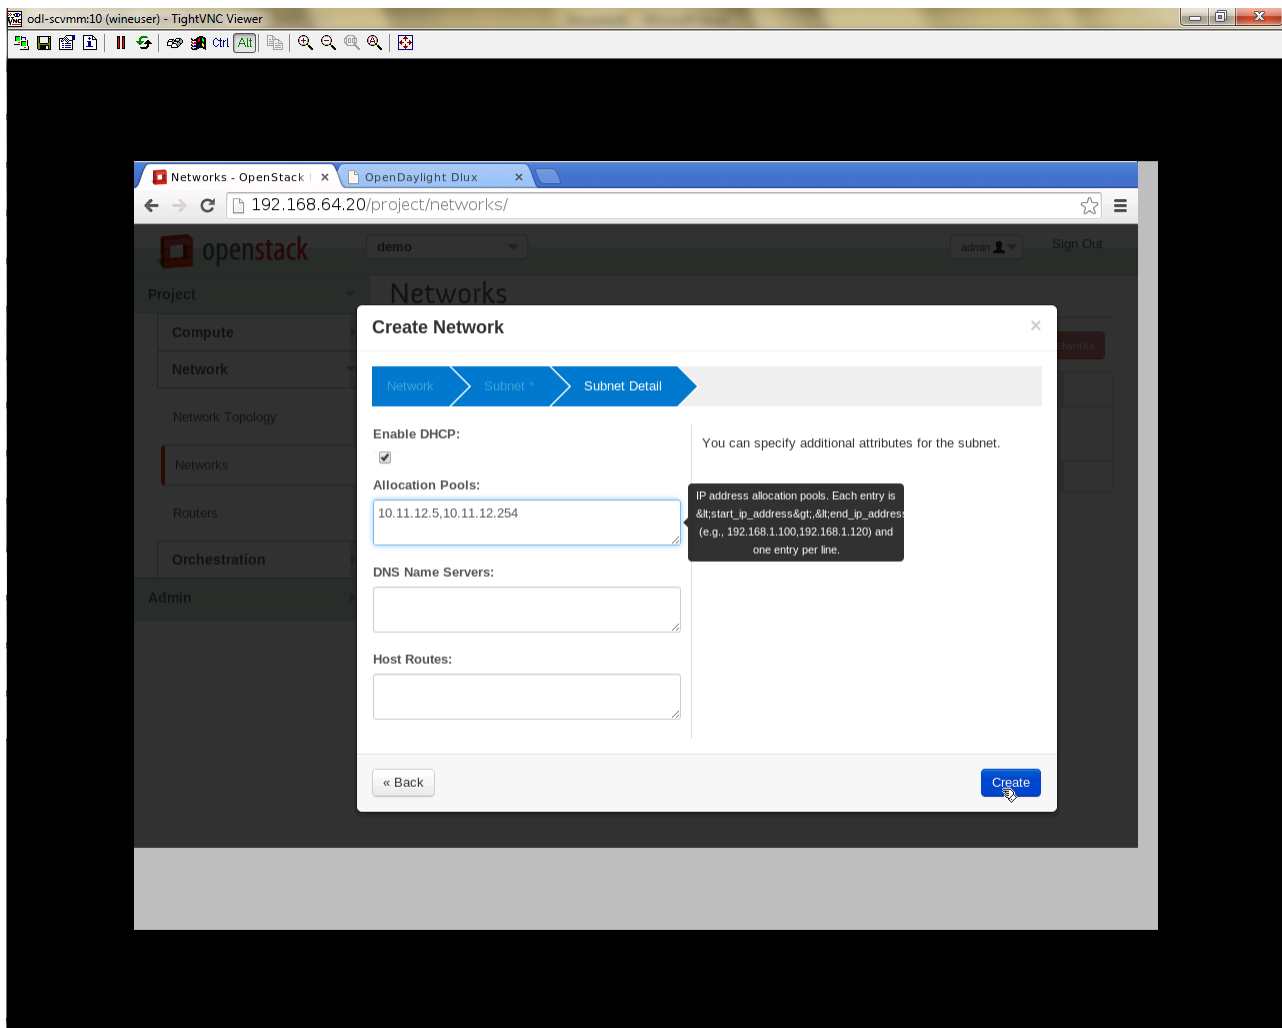 odl-scvmm:10 (wineuser) - TightVNC Viewer
Ctrl Alt
Networks - OpenStack
OpenDaylight Dlux
192.168.64.20/project/networks/
openstack
demo
admin
Sign Out
Project
Networks
Compute
Network
Network Topology
Networks
Routers
Orchestration
Admin
Create Network
Network
Subnet *
Subnet Detail
Enable DHCP:
Allocation Pools:
10.11.12.5,10.11.12.254
DNS Name Servers:
Host Routes:
You can specify additional attributes for the subnet.
IP address allocation pools. Each entry is
&lt;start_ip_address&gt;,&lt;end_ip_address
(e.g., 192.168.1.100,192.168.1.120) and
one entry per line.
« Back
Create